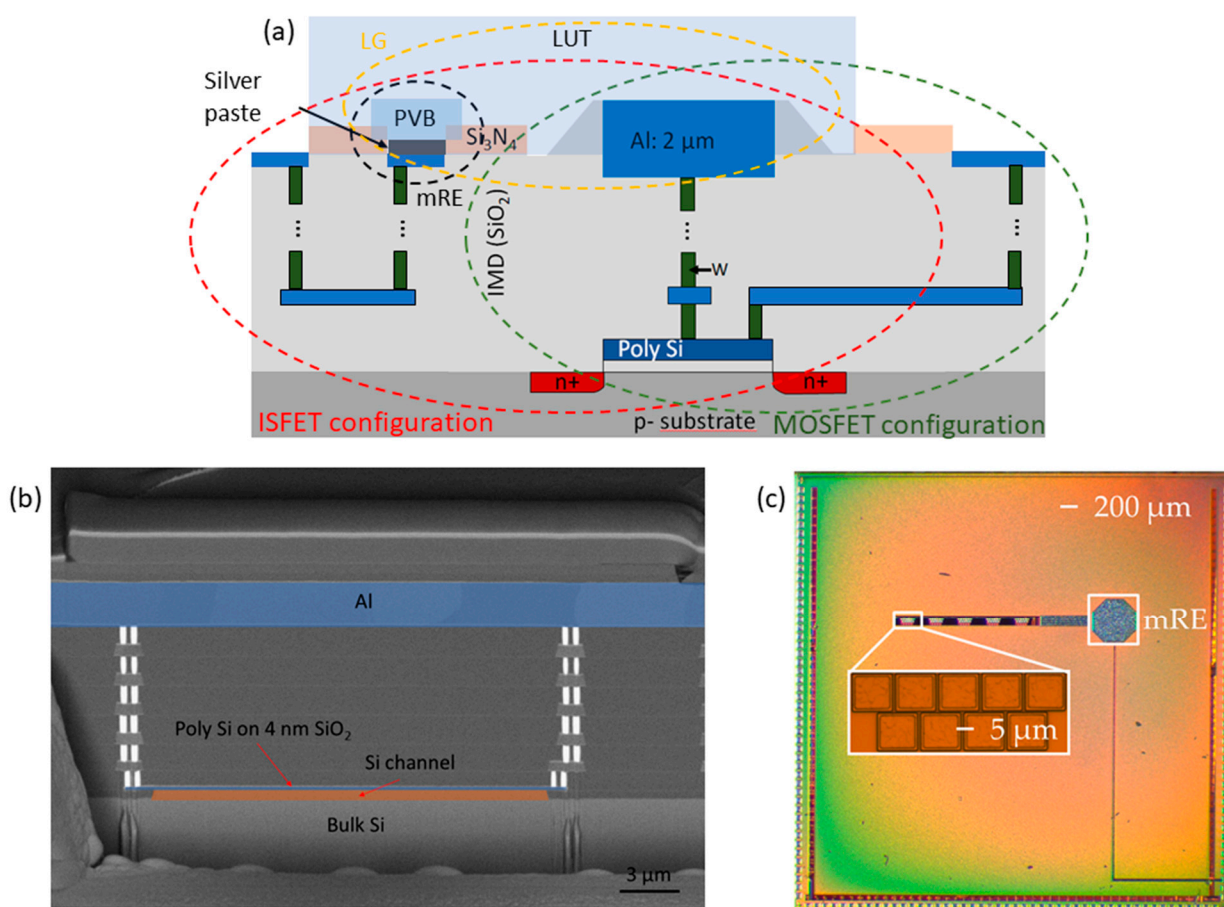 (a)
LG
LUT
Silver
paste
PVB
Si₃N₄
Al: 2 μm
mRE
IMD (SiO₂)
...
...
...
...
W
Poly Si
n+
n+
ISFET configuration
p- substrate
MOSFET configuration
(b)
Al
Poly Si on 4 nm SiO₂
Si channel
Bulk Si
3 μm
(c)
200 μm
mRE
5 μm